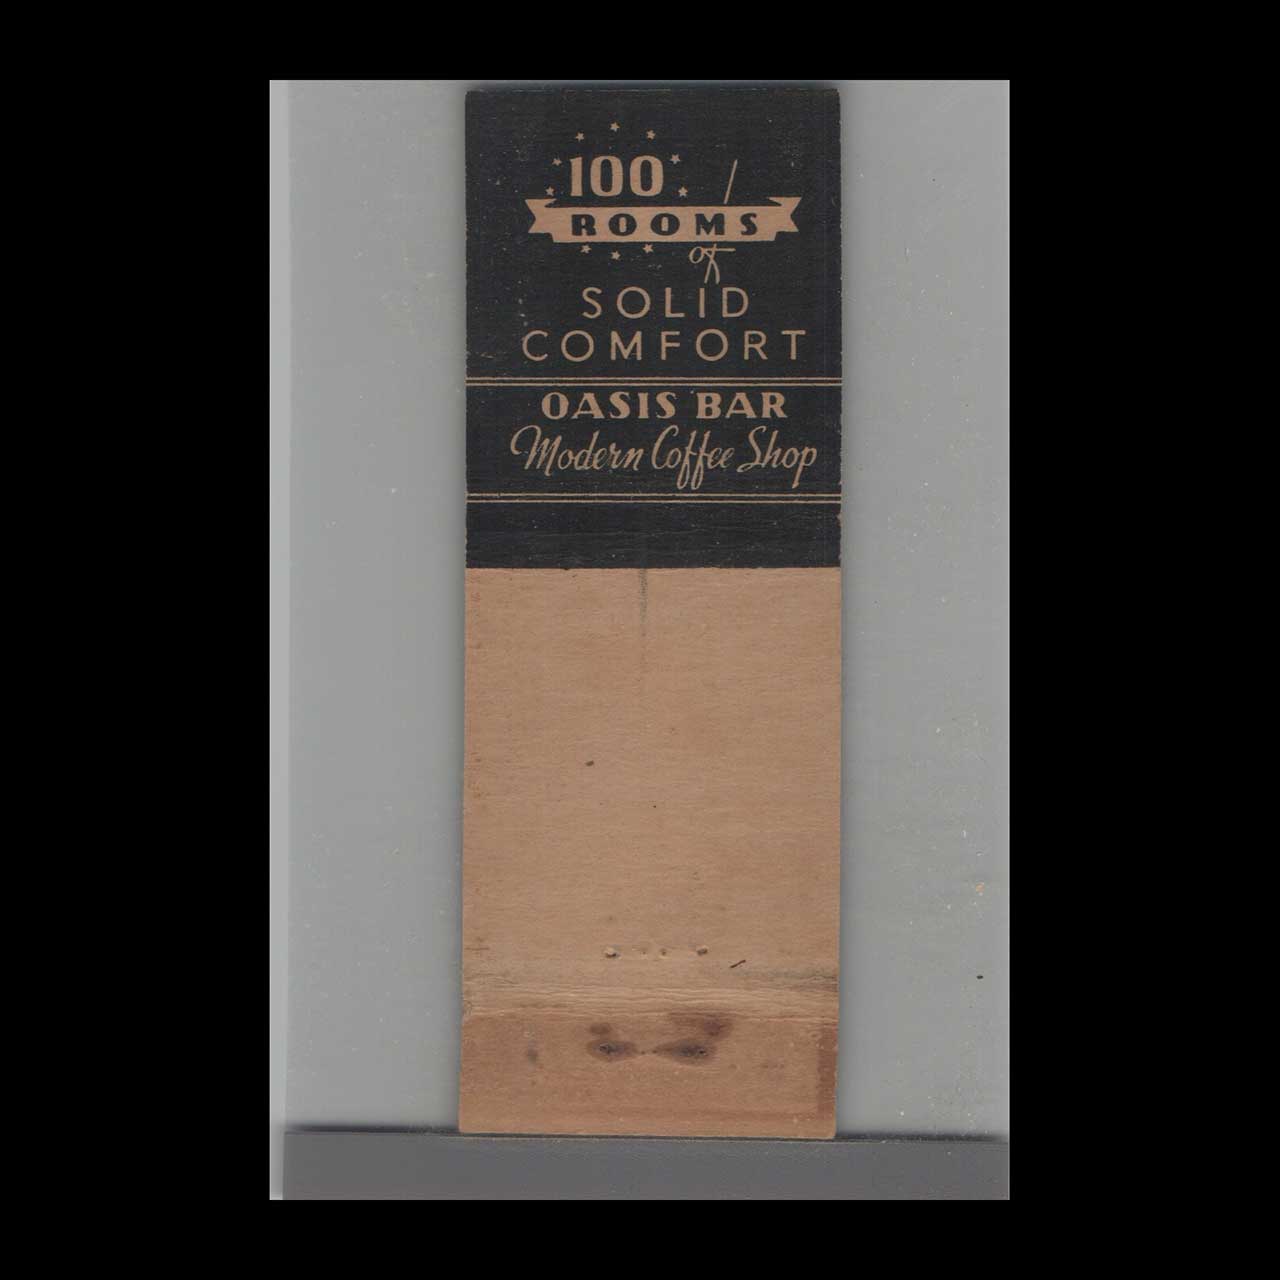 100
ROOMS
of
SOLID
COMFORT
OASIS BAR
Modern Coffee Shop